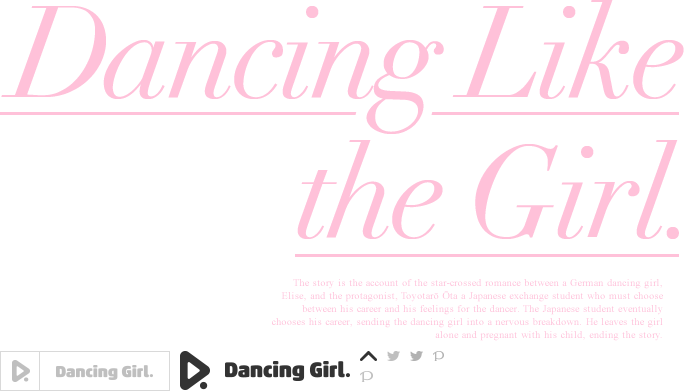 Dancing Like
the Girl.
The story is the account of the star-crossed romance between a German dancing girl,
Elise, and the protagonist, Toyotarō Ōta a Japanese exchange student who must choose
between his career and his feelings for the dancer. The Japanese student eventually
chooses his career, sending the dancing girl into a nervous breakdown. He leaves the girl
alone and pregnant with his child, ending the story.
Dancing Girl.
Dancing Girl.